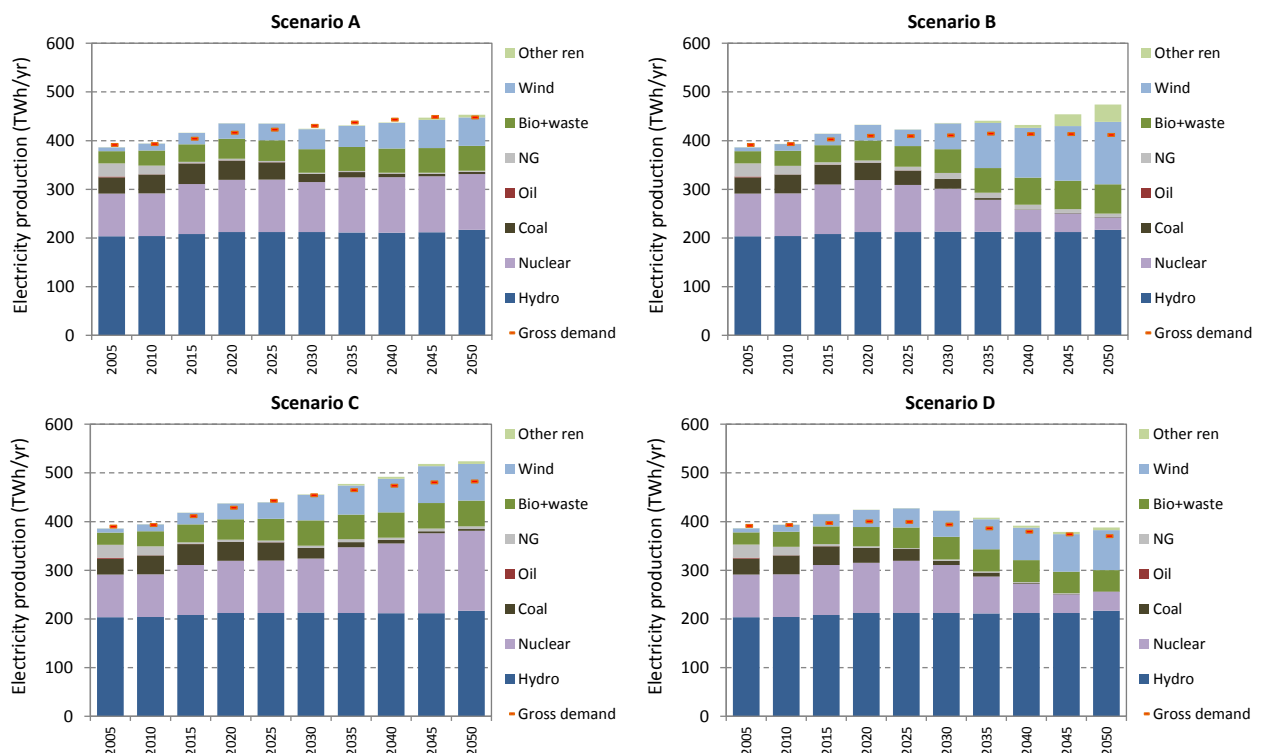 Scenario A
Electricity production (TWh/yr)
600
500
400
300
200
100
0
2005 2010 2015 2020 2025 2030 2035 2040 2045 2050
Other ren
Wind
Bio+waste
NG
Oil
Coal
Nuclear
Hydro
Gross demand
Scenario B
Electricity production (TWh/yr)
600
500
400
300
200
100
0
2005 2010 2015 2020 2025 2030 2035 2040 2045 2050
Other ren
Wind
Bio+waste
NG
Oil
Coal
Nuclear
Hydro
Gross demand
Scenario C
Electricity production (TWh/yr)
600
500
400
300
200
100
0
2005 2010 2015 2020 2025 2030 2035 2040 2045 2050
Other ren
Wind
Bio+waste
NG
Oil
Coal
Nuclear
Hydro
Gross demand
Scenario D
Electricity production (TWh/yr)
600
500
400
300
200
100
0
2005 2010 2015 2020 2025 2030 2035 2040 2045 2050
Other ren
Wind
Bio+waste
NG
Oil
Coal
Nuclear
Hydro
Gross demand